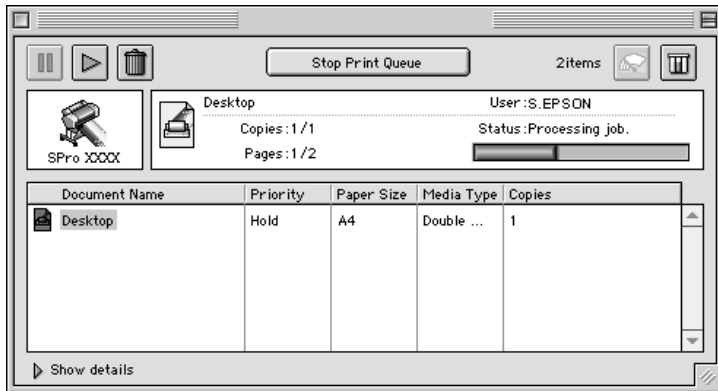 Stop Print Queue
2items
SPro XXXX
Desktop
User:S.EPSON
Copies:1/1
Status:Processing job.
Pages:1/2
Document Name Priority Paper Size Media Type Copies
Desktop Hold A4 Double ... 1
Show details